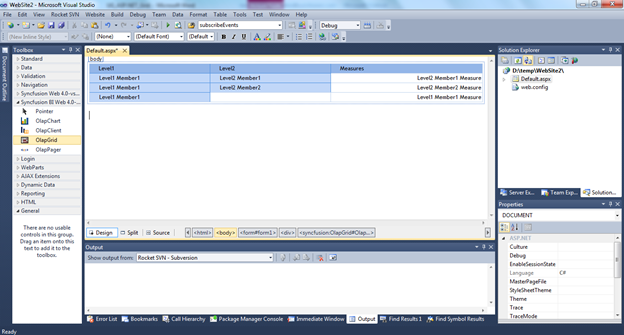 WebSite2 - Microsoft Visual Studio
File Edit View Rocket SVN Website Build Debug Team Data Format Table Tools Test Window Help
subscribeEvents Debug
(New Inline Style) (None) (Default Font) (Default) B I U A
Document Outline
Toolbox
Standard
Data
Validation
Navigation
Syncfusion Web 4.0-vs...
Syncfusion BI Web 4.0-...
Pointer
OlapChart
OlapClient
OlapGrid
OlapPager
Login
WebParts
AJAX Extensions
Dynamic Data
Reporting
HTML
General
There are no usable
controls in this group.
Drag an item onto this
text to add it to the
toolbox.
Default.aspx*
body
Level1 Level2 Measures
Level1 Member1 Level2 Member1 Level2 Member1 Measure
Level1 Member1 Level2 Member2 Level2 Member1 Measure
Level1 Member1 Level1 Member1 Measure
Design Split Source <html> <body> <form#form1> <div> <syncfusion:OlapGrid#Olap...>
Output
Show output from: Rocket SVN - Subversion
Error List Bookmarks Call Hierarchy Package Manager Console Immediate Window Output Find Results 1 Find Symbol Results
Solution Explorer
D:\temp\WebSite2\
Default.aspx
web.config
Server Ex... Team Exp... Solution...
Properties
DOCUMENT
ASP.NET
Culture
Debug
EnableSessionState
Language C#
MasterPageFile
StyleSheetTheme
Theme
Trace
TraceMode
Ready